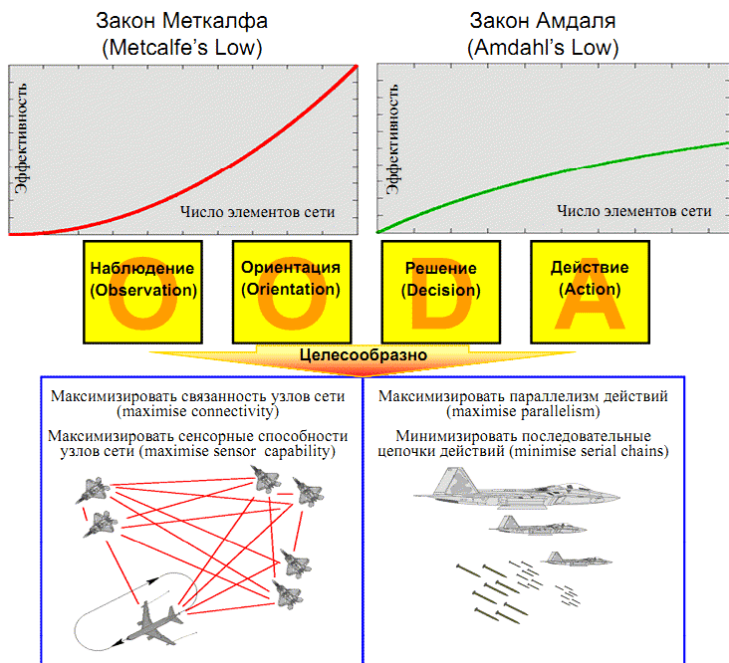 Закон Меткалфа
(Metcalfe's Low)
Закон Амдаля
(Amdahl's Low)
Эффективность
Число элементов сети
Эффективность
Число элементов сети
O
Наблюдение
(Observation)
O
Ориентация
(Orientation)
D
Решение
(Decision)
A
Действие
(Action)
Целесообразно
Максимизировать связанность узлов сети
(maximise connectivity)
Максимизировать сенсорные способности
узлов сети (maximise sensor capability)
Максимизировать параллелизм действий
(maximise parallelism)
Минимизировать последовательные
цепочки действий (minimise serial chains)